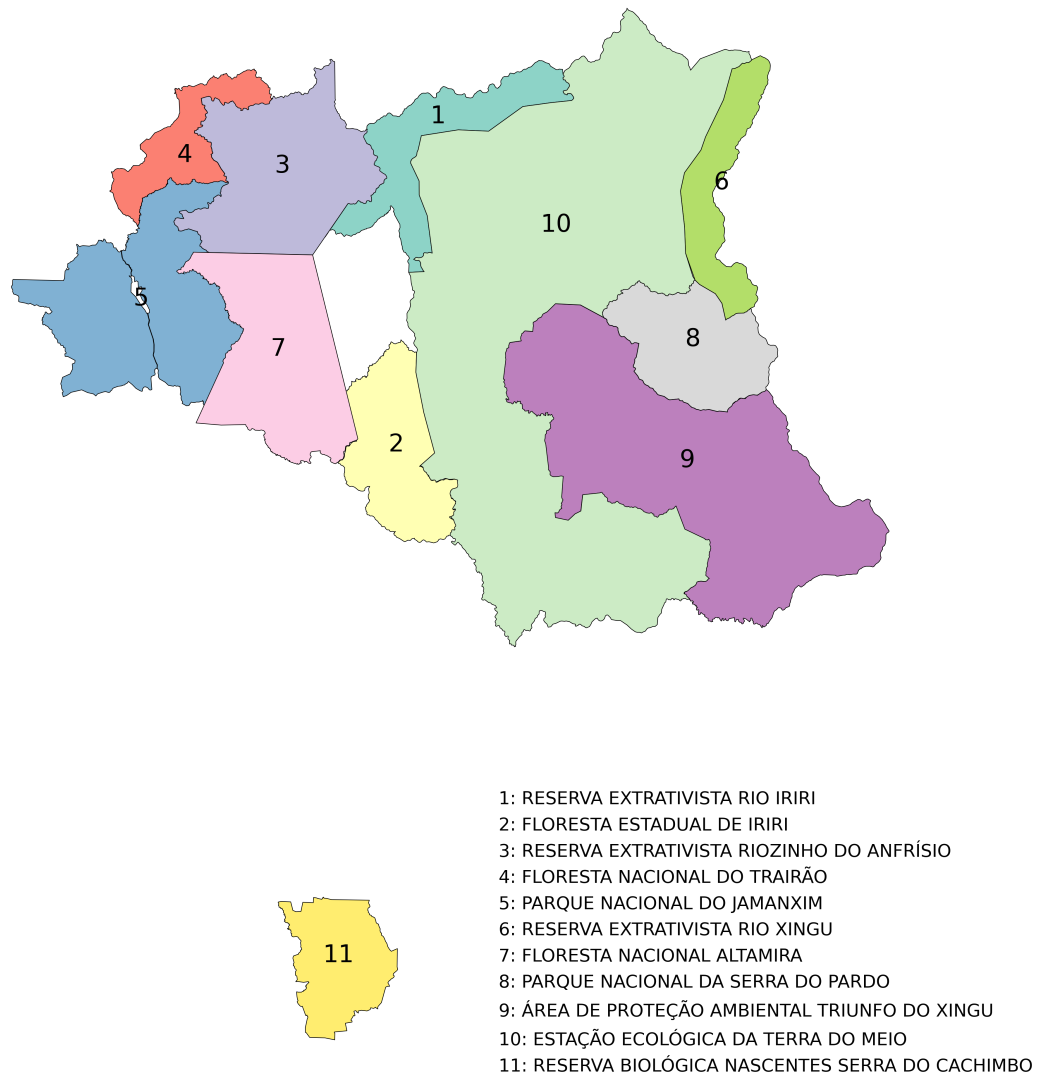 1
4
3
6
10
5
8
7
2
9
11
1: RESERVA EXTRATIVISTA RIO IRIRI
2: FLORESTA ESTADUAL DE IRIRI
3: RESERVA EXTRATIVISTA RIOZINHO DO ANFRÍSIO
4: FLORESTA NACIONAL DO TRAIRÃO
5: PARQUE NACIONAL DO JAMANXIM
6: RESERVA EXTRATIVISTA RIO XINGU
7: FLORESTA NACIONAL ALTAMIRA
8: PARQUE NACIONAL DA SERRA DO PARDO
9: ÁREA DE PROTEÇÃO AMBIENTAL TRIUNFO DO XINGU
10: ESTAÇÃO ECOLÓGICA DA TERRA DO MEIO
11: RESERVA BIOLÓGICA NASCENTES SERRA DO CACHIMBO